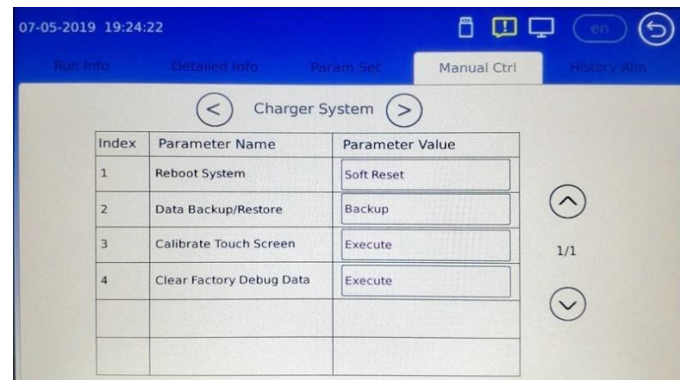 07-05-2019 19:24:22
en
Run Info Detailed Info Param Set Manual Ctrl History Alm
< Charger System >
Index Parameter Name Parameter Value
1 Reboot System Soft Reset
2 Data Backup/Restore Backup
3 Calibrate Touch Screen Execute
1/1
4 Clear Factory Debug Data Execute